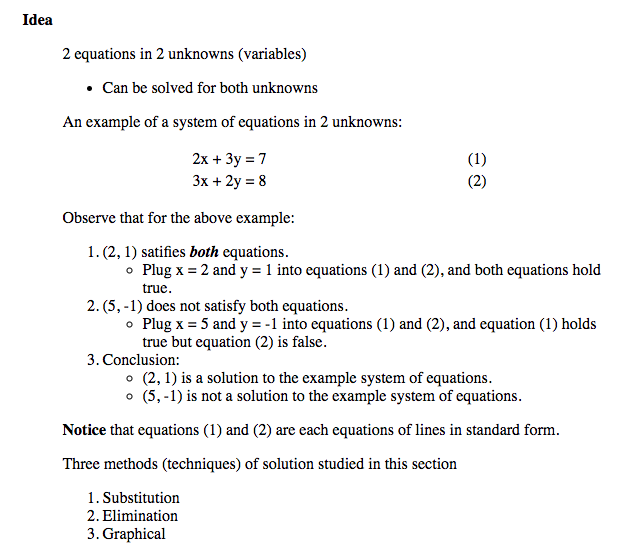 Idea
2 equations in 2 unknowns (variables)
• Can be solved for both unknowns
An example of a system of equations in 2 unknowns:
2x + 3y = 7 (1)
3x + 2y = 8 (2)
Observe that for the above example:
1. (2, 1) satifies both equations.
○ Plug x = 2 and y = 1 into equations (1) and (2), and both equations hold
true.
2. (5, -1) does not satisfy both equations.
○ Plug x = 5 and y = -1 into equations (1) and (2), and equation (1) holds
true but equation (2) is false.
3. Conclusion:
○ (2, 1) is a solution to the example system of equations.
○ (5, -1) is not a solution to the example system of equations.
Notice that equations (1) and (2) are each equations of lines in standard form.
Three methods (techniques) of solution studied in this section
1. Substitution
2. Elimination
3. Graphical